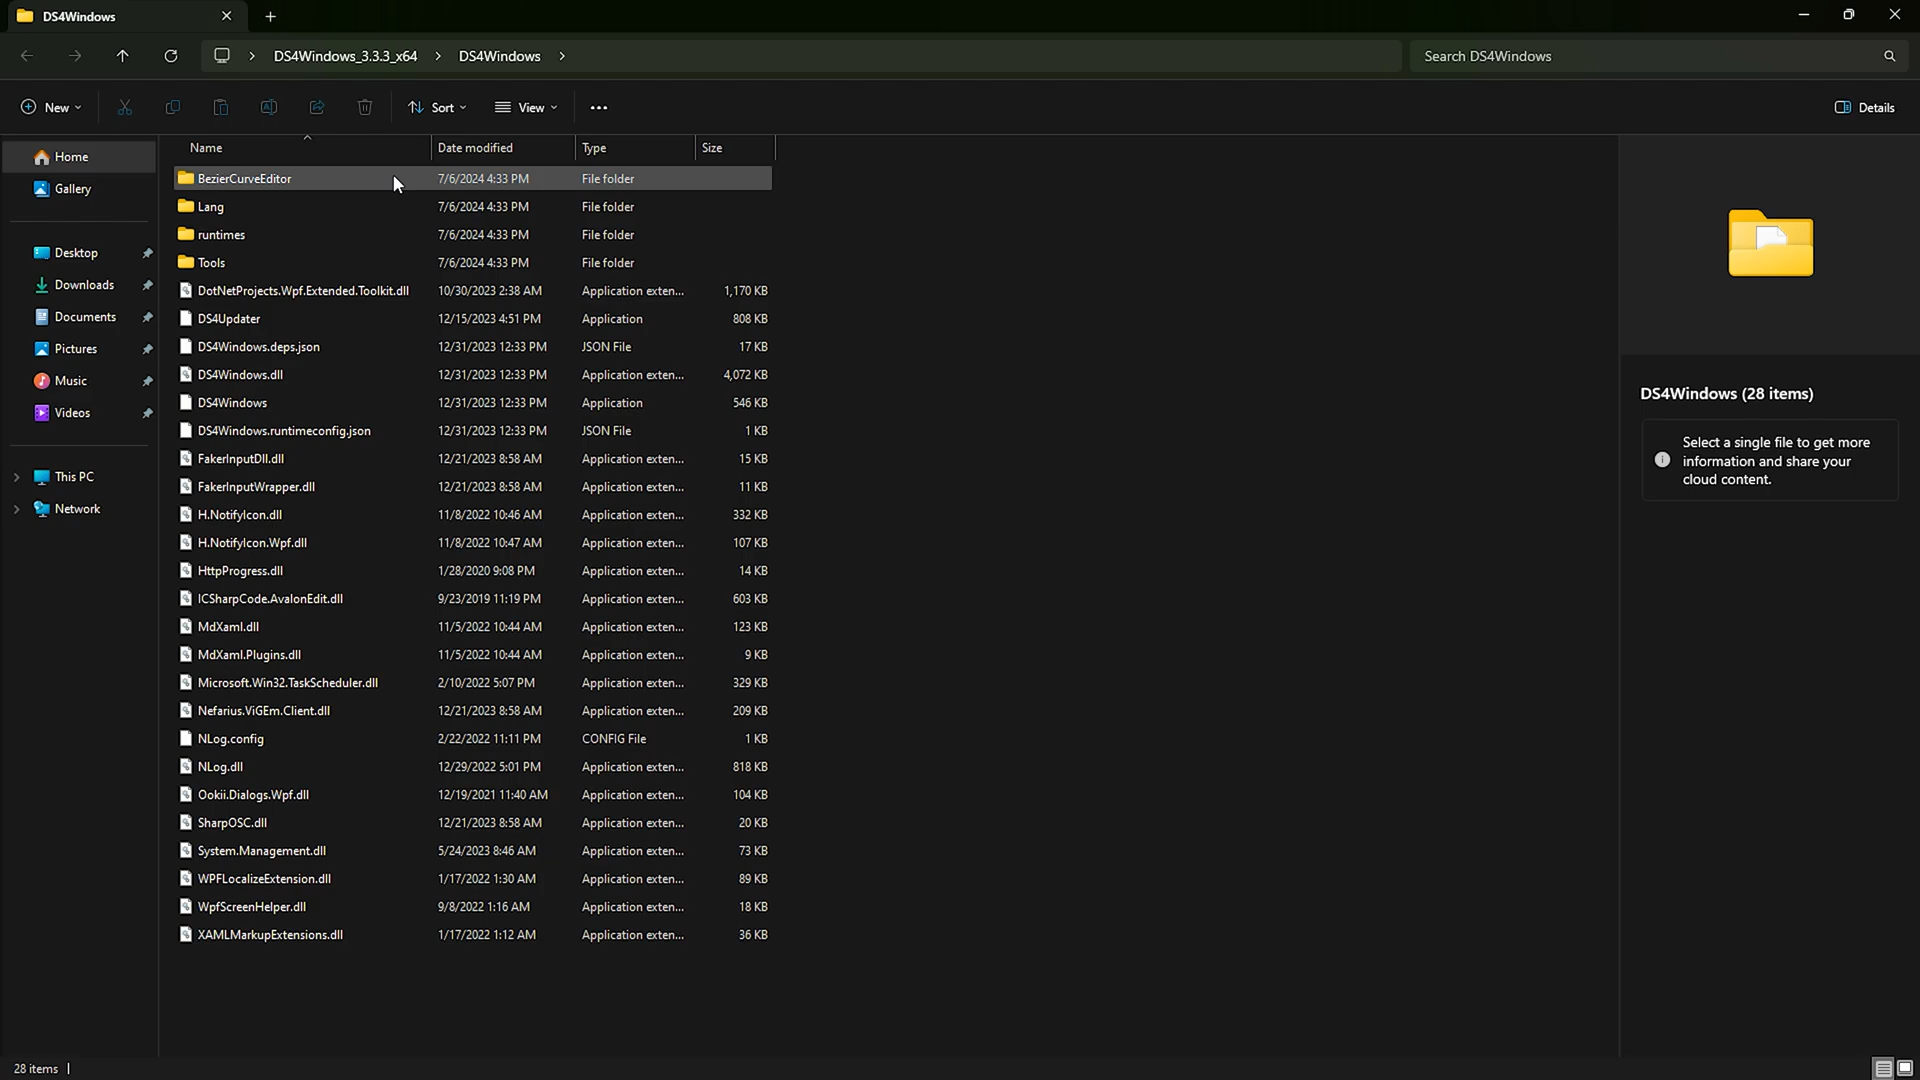 DS4Windows
DS4Windows_3.3.3_x64 DS4Windows Search DS4Windows
New Sort View Details
Home
Gallery
Desktop
Downloads
Documents
Pictures
Music
Videos
This PC
Network
Name Date modified Type Size
BezierCurveEditor 7/6/2024 4:33 PM File folder
Lang 7/6/2024 4:33 PM File folder
runtimes 7/6/2024 4:33 PM File folder
Tools 7/6/2024 4:33 PM File folder
DotNetProjects.Wpf.Extended.Toolkit.dll 10/30/2023 2:38 AM Application exten... 1,170 KB
DS4Updater 12/15/2023 4:51 PM Application 808 KB
DS4Windows.deps.json 12/31/2023 12:33 PM JSON File 17 KB
DS4Windows.dll 12/31/2023 12:33 PM Application exten... 4,072 KB
DS4Windows 12/31/2023 12:33 PM Application 546 KB
DS4Windows.runtimeconfig.json 12/31/2023 12:33 PM JSON File 1 KB
FakerInputDll.dll 12/21/2023 8:58 AM Application exten... 15 KB
FakerInputWrapper.dll 12/21/2023 8:58 AM Application exten... 11 KB
H.NotifyIcon.dll 11/8/2022 10:46 AM Application exten... 332 KB
H.NotifyIcon.Wpf.dll 11/8/2022 10:47 AM Application exten... 107 KB
HttpProgress.dll 1/28/2020 9:08 PM Application exten... 14 KB
ICSharpCode.AvalonEdit.dll 9/23/2019 11:19 PM Application exten... 603 KB
MdXaml.dll 11/5/2022 10:44 AM Application exten... 123 KB
MdXaml.Plugins.dll 11/5/2022 10:44 AM Application exten... 9 KB
Microsoft.Win32.TaskScheduler.dll 2/10/2022 5:07 PM Application exten... 329 KB
Nefarius.ViGEm.Client.dll 12/21/2023 8:58 AM Application exten... 209 KB
NLog.config 2/22/2022 11:11 PM CONFIG File 1 KB
NLog.dll 12/29/2022 5:01 PM Application exten... 818 KB
Ookii.Dialogs.Wpf.dll 12/19/2021 11:40 AM Application exten... 104 KB
SharpOSC.dll 12/21/2023 8:58 AM Application exten... 20 KB
System.Management.dll 5/24/2023 8:46 AM Application exten... 73 KB
WPFLocalizeExtension.dll 1/17/2022 1:30 AM Application exten... 89 KB
WpfScreenHelper.dll 9/8/2022 1:16 AM Application exten... 18 KB
XAMLMarkupExtensions.dll 1/17/2022 1:12 AM Application exten... 36 KB
DS4Windows (28 items)
Select a single file to get more
information and share your
cloud content.
28 items